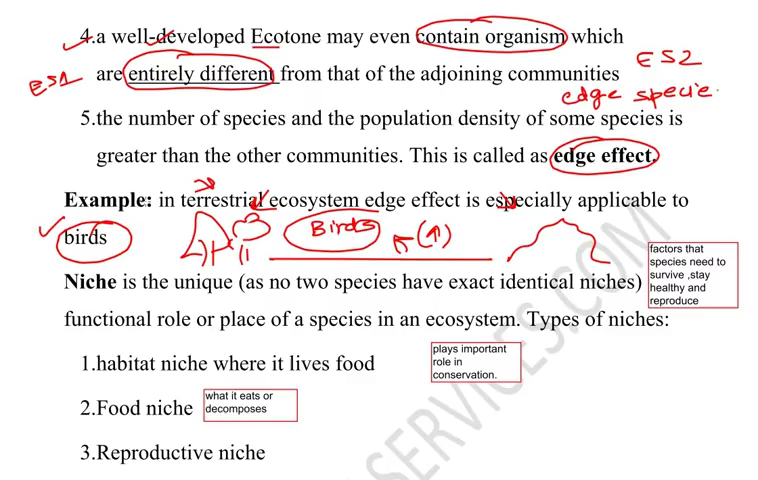 4.a well-developed Ecotone may even contain organism which
are entirely different from that of the adjoining communities
ES1
ES2
edge specie
5.the number of species and the population density of some species is
greater than the other communities. This is called as edge effect.
Example: in terrestrial ecosystem edge effect is especially applicable to
birds
Birds
(↑)
Niche is the unique (as no two species have exact identical niches)
functional role or place of a species in an ecosystem. Types of niches:
factors that
species need to
survive ,stay
healthy and
reproduce
1.habitat niche where it lives food
plays important
role in
conservation.
2.Food niche
what it eats or
decomposes
3.Reproductive niche
SERVICES.COM